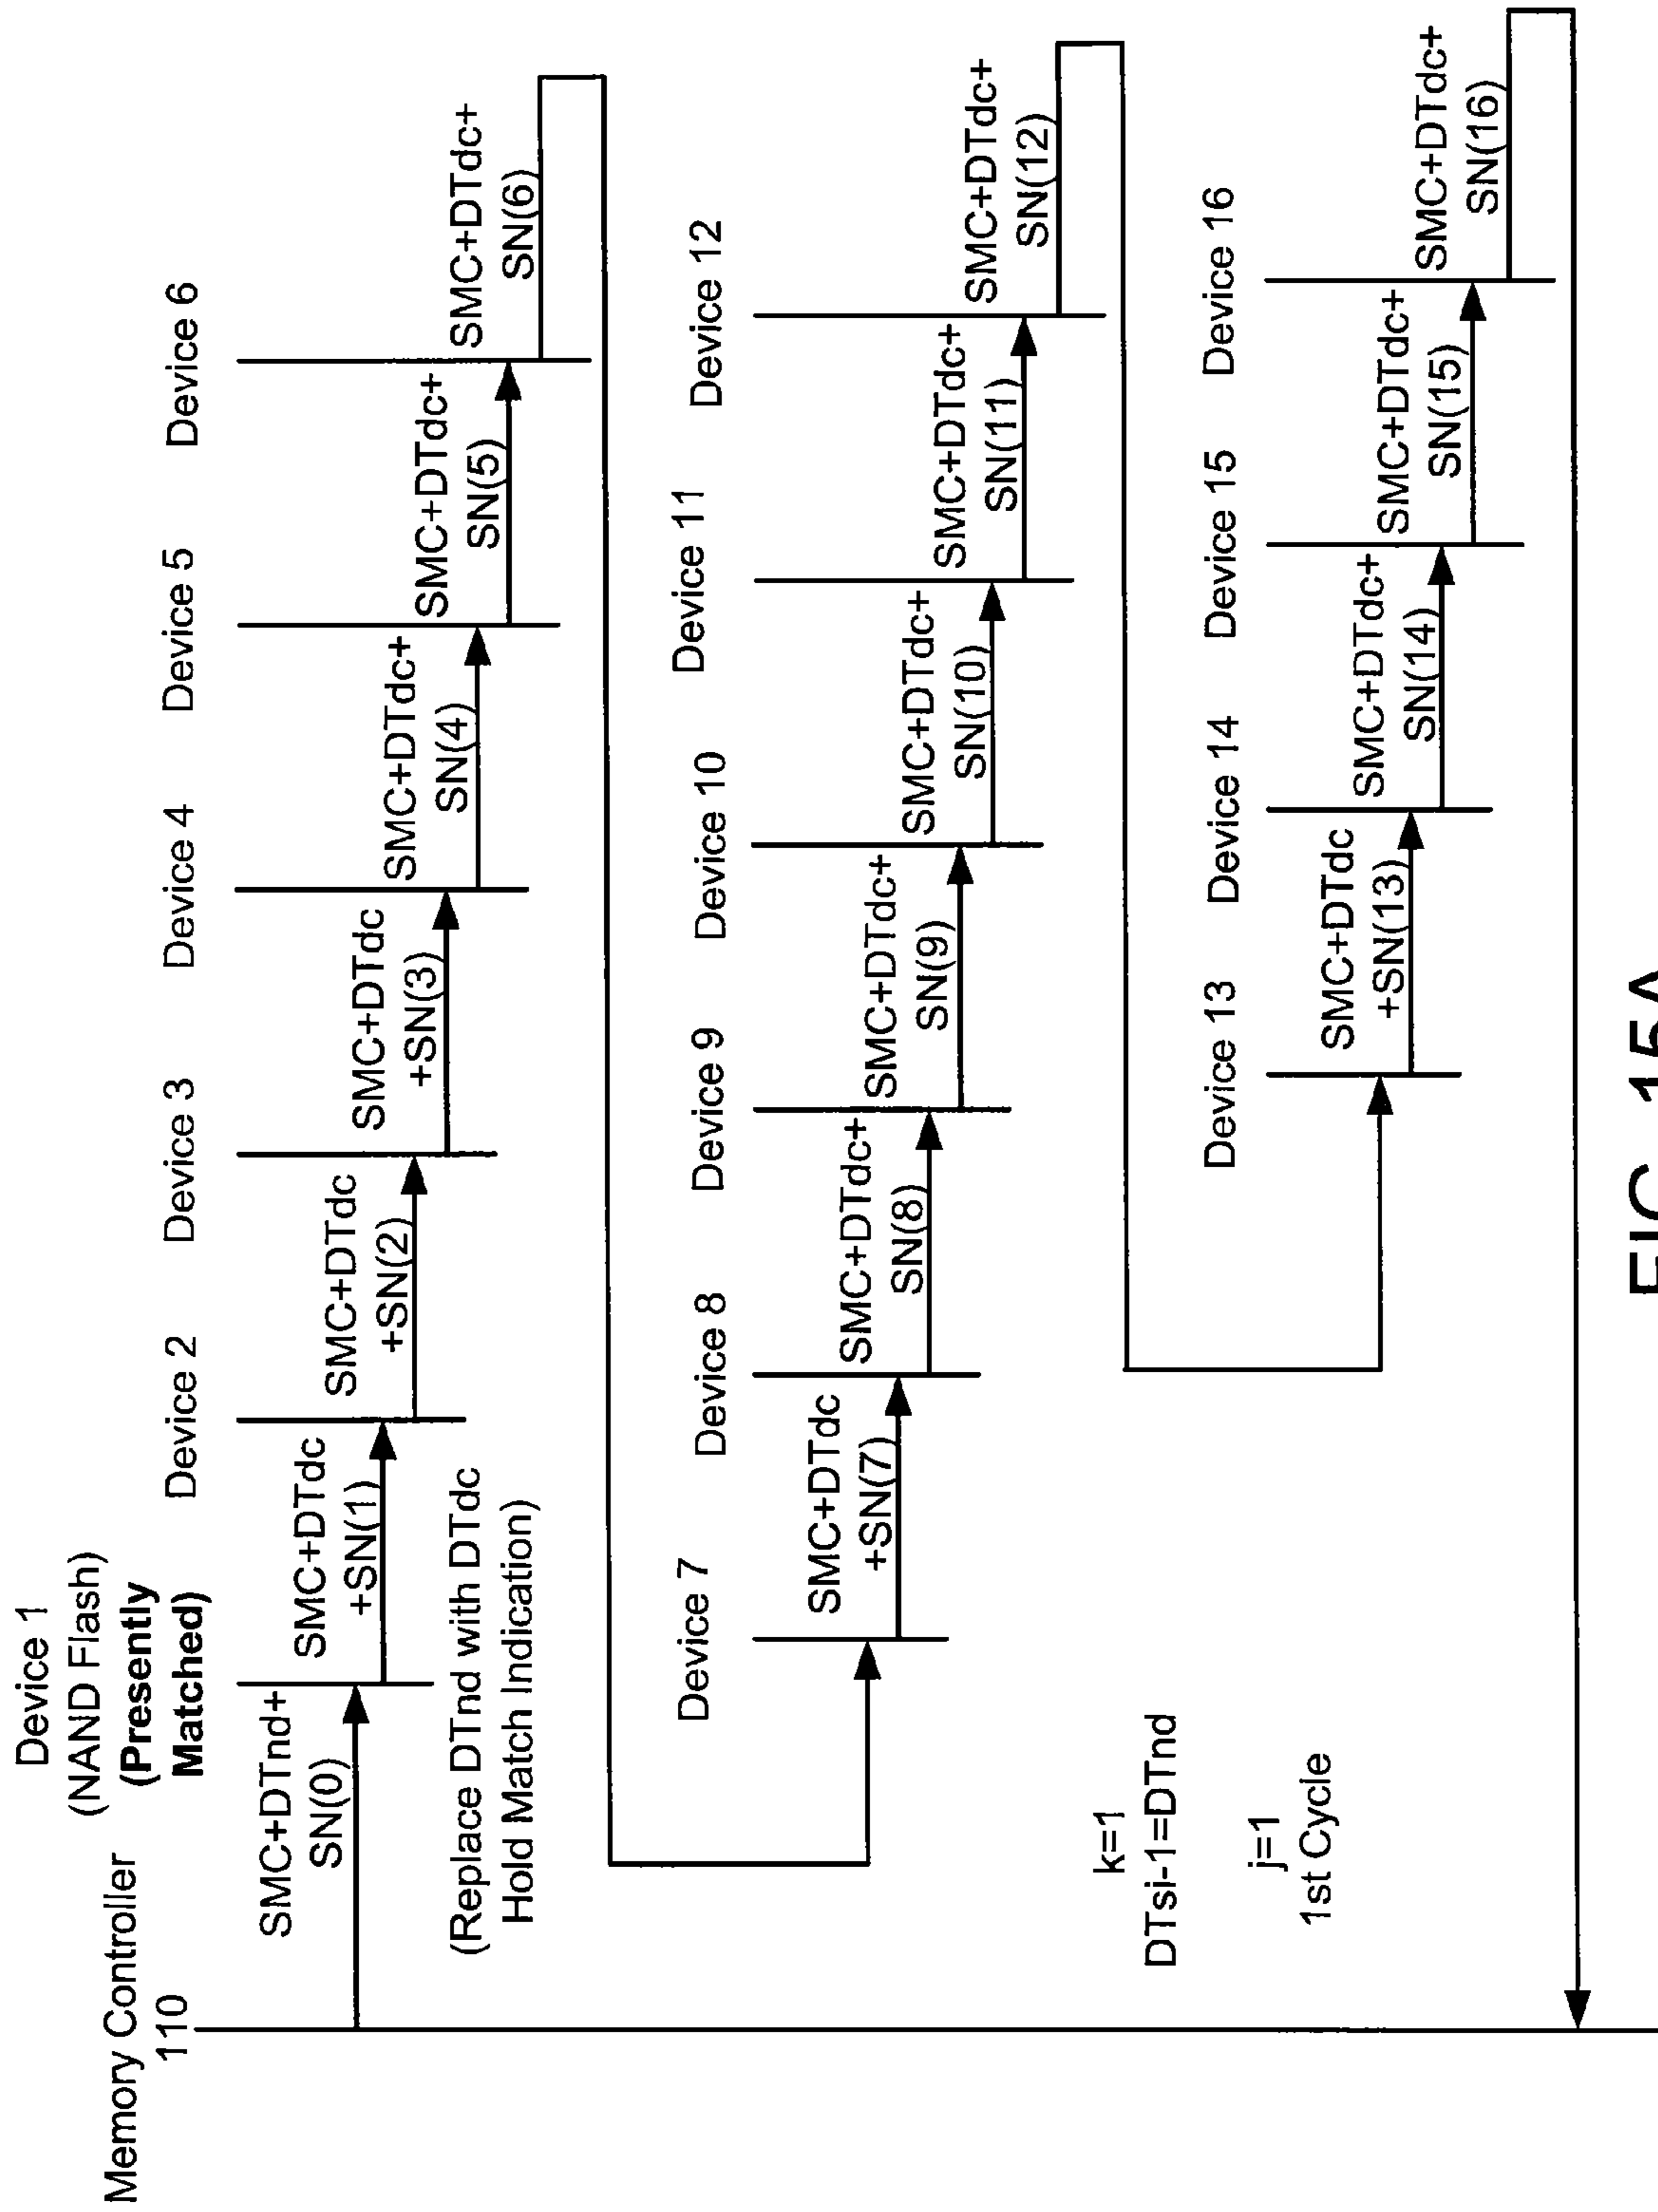 Memory Controller
110
Device 1
(NAND Flash)
(Presently
Matched)
Device 2
Device 3
Device 4
Device 5
Device 6
SMC+DTnd+
SN(0)
SMC+DTdc
+SN(1)
SMC+DTdc
+SN(2)
SMC+DTdc
+SN(3)
SMC+DTdc+
SN(4)
SMC+DTdc+
SN(5)
SMC+DTdc+
SN(6)
(Replace DTnd with DTdc
Hold Match Indication)
Device 7
Device 8
Device 9
Device 10
Device 11
Device 12
SMC+DTdc
+SN(7)
SMC+DTdc+
SN(8)
SMC+DTdc+
SN(9)
SMC+DTdc+
SN(10)
SMC+DTdc+
SN(11)
SMC+DTdc+
SN(12)
k=1
DTsi-1=DTnd
j=1
1st Cycle
Device 13
Device 14
Device 15
Device 16
SMC+DTdc
+SN(13)
SMC+DTdc+
SN(14)
SMC+DTdc+
SN(15)
SMC+DTdc+
SN(16)
FIG. 15A